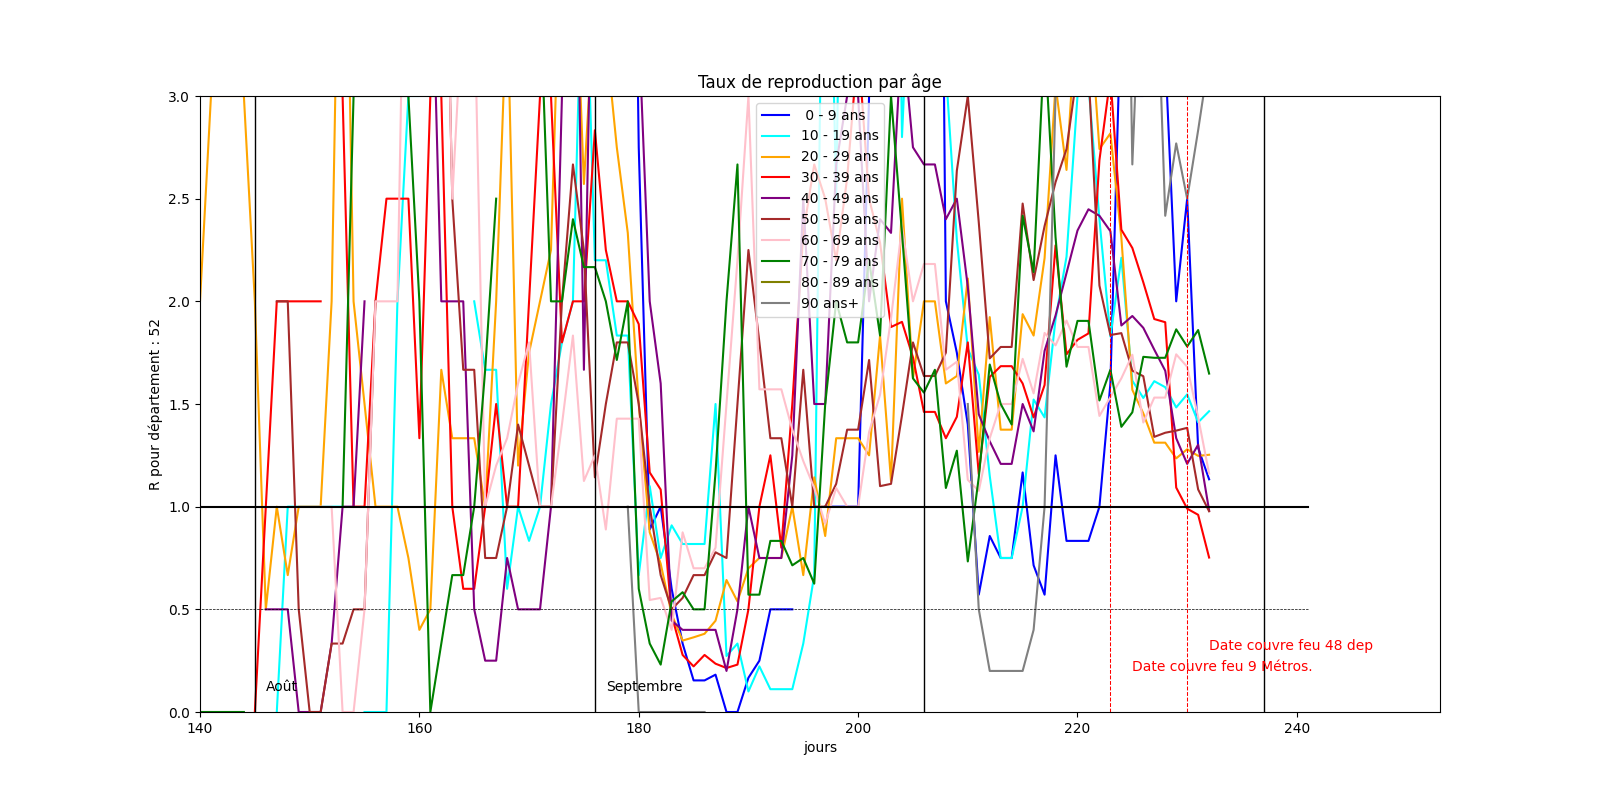 Taux de reproduction par âge
3.0
2.5
2.0
1.5
1.0
0.5
0.0
R pour département : 52
0 - 9 ans
10 - 19 ans
20 - 29 ans
30 - 39 ans
40 - 49 ans
50 - 59 ans
60 - 69 ans
70 - 79 ans
80 - 89 ans
90 ans+
Date couvre feu 48 dep
Date couvre feu 9 Métros.
Août
Septembre
140
160
180
200
220
240
jours